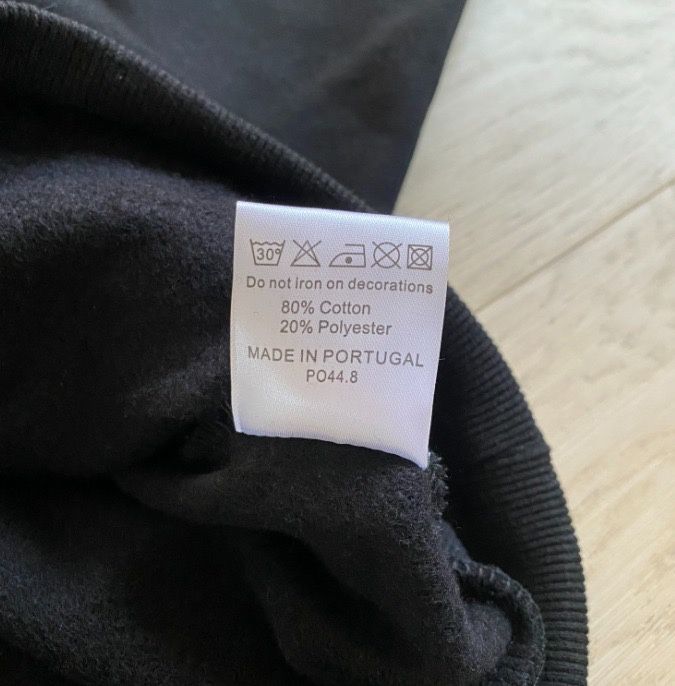 30°
Do not iron on decorations
80% Cotton
20% Polyester
MADE IN PORTUGAL
PO44.8